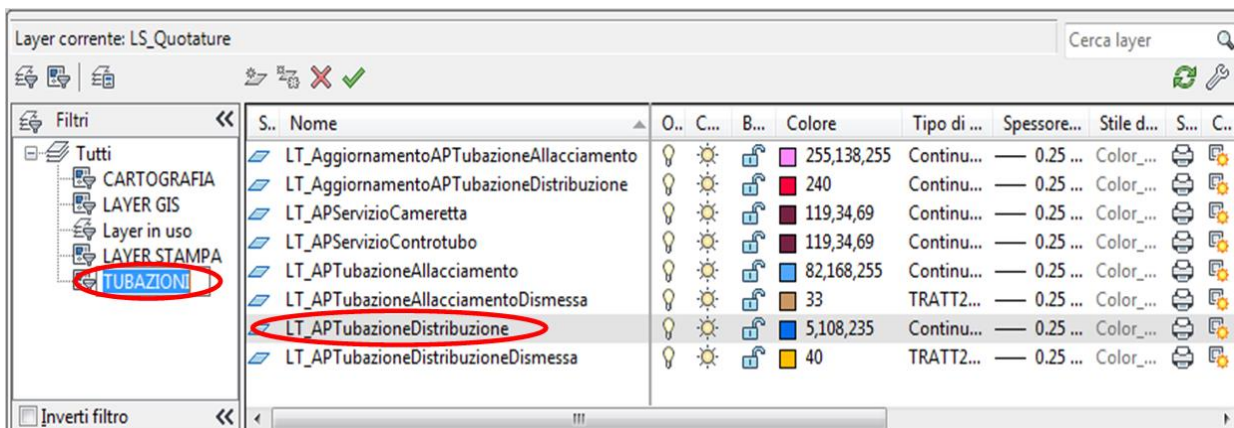 Layer corrente: LS_Quotature
Cerca layer
Filtri
S.. Nome O.. C... B... Colore Tipo di ... Spessore... Stile d... S... C..
Tutti
CARTOGRAFIA
LAYER GIS
Layer in uso
LAYER STAMPA
TUBAZIONI
LT_AggiornamentoAPTubazioneAllacciamento 255,138,255 Continu... 0.25 ... Color_...
LT_AggiornamentoAPTubazioneDistribuzione 240 Continu... 0.25 ... Color_...
LT_APServizioCameretta 119,34,69 Continu... 0.25 ... Color_...
LT_APServizioControtubo 119,34,69 Continu... 0.25 ... Color_...
LT_APTubazioneAllacciamento 82,168,255 Continu... 0.25 ... Color_...
LT_APTubazioneAllacciamentoDismessa 33 TRATT2... 0.25 ... Color_...
LT_APTubazioneDistribuzione 5,108,235 Continu... 0.25 ... Color_...
LT_APTubazioneDistribuzioneDismessa 40 TRATT2... 0.25 ... Color_...
Inverti filtro